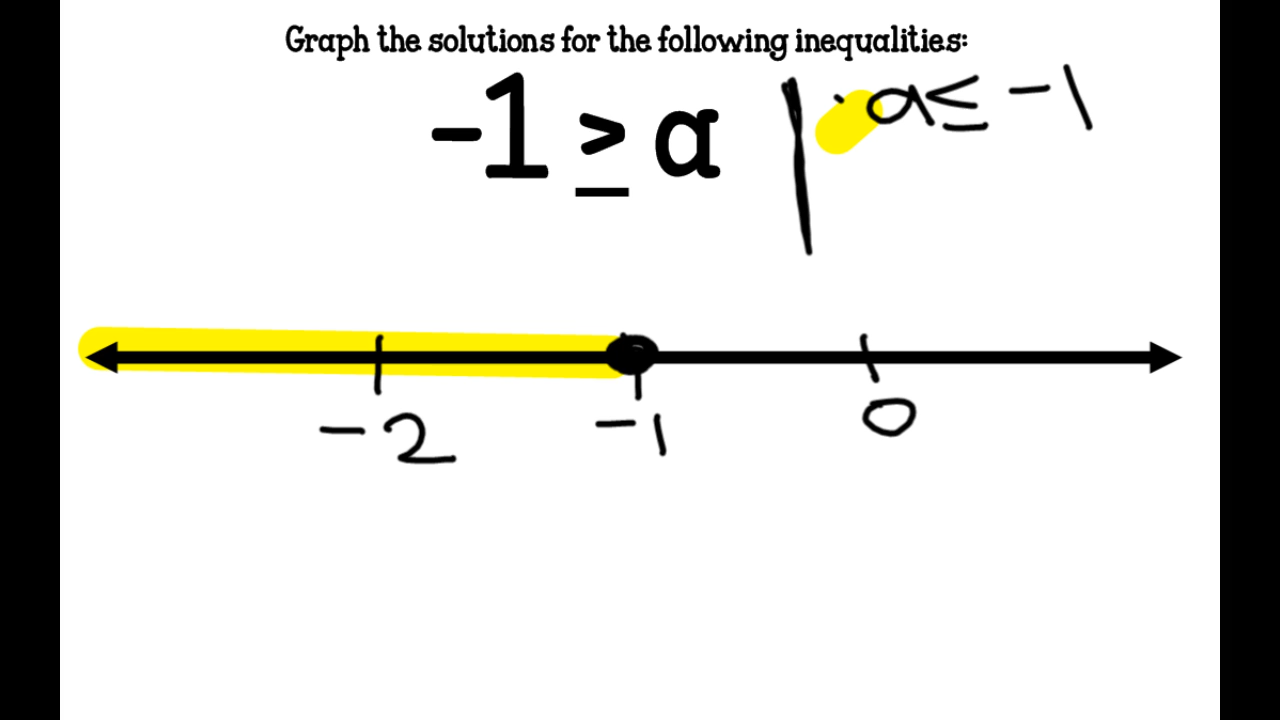 Graph the solutions for the following inequalities:
-1 ≥ a
a ≤ -1
-2 -1 0